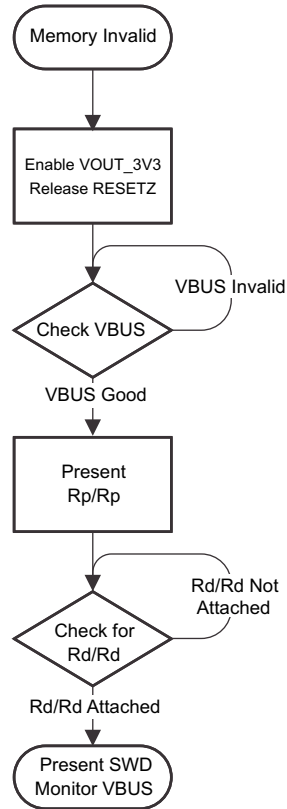 Memory Invalid
Enable VOUT_3V3
Release RESETZ
VBUS Invalid
Check VBUS
VBUS Good
Present
Rp/Rp
Rd/Rd Not
Attached
Check for
Rd/Rd
Rd/Rd Attached
Present SWD
Monitor VBUS